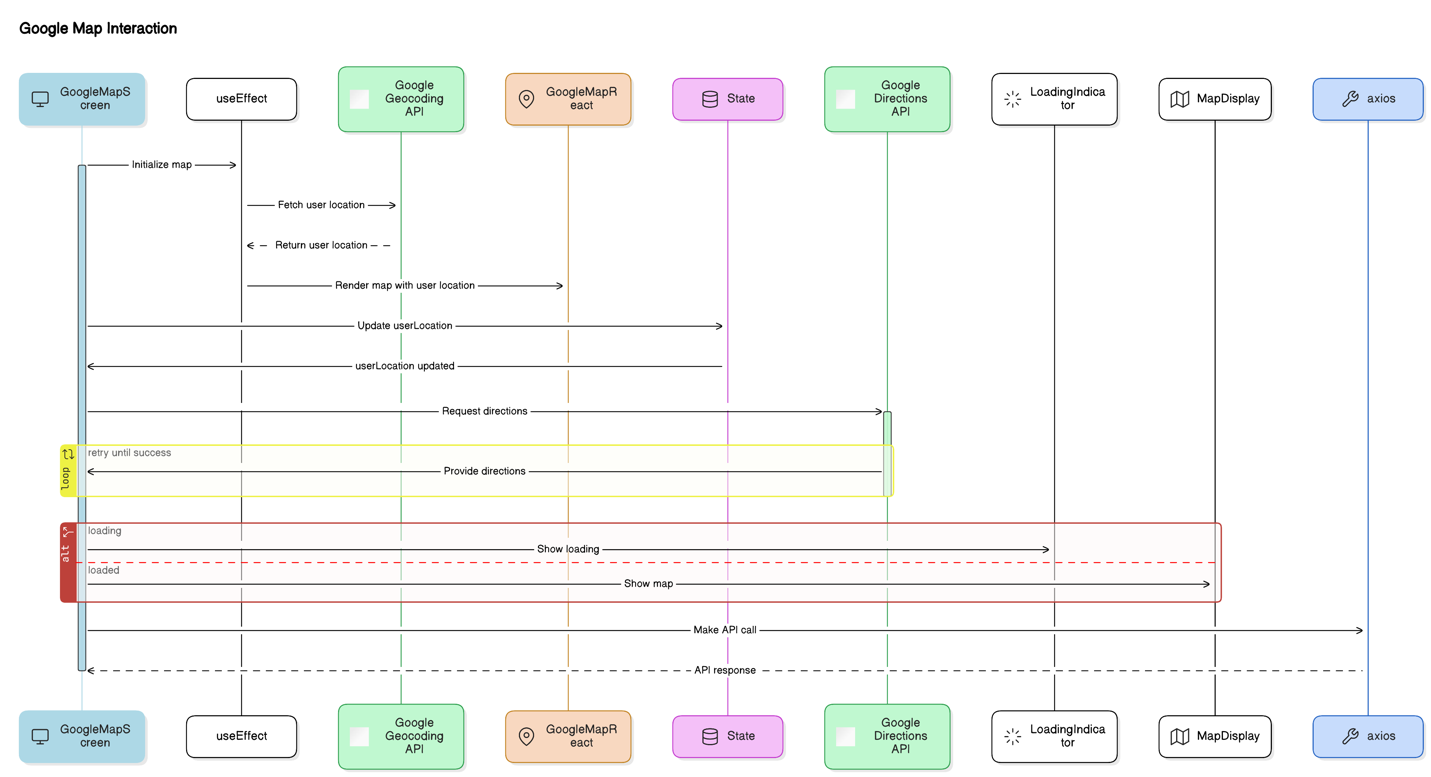 Google Map Interaction
GoogleMapS
creen
useEffect
Google
Geocoding
API
GoogleMapR
eact
State
Google
Directions
API
LoadingIndica
tor
MapDisplay
axios
Initialize map
Fetch user location
Return user location
Render map with user location
Update userLocation
userLocation updated
Request directions
loop
retry until success
Provide directions
alt
loading
Show loading
loaded
Show map
Make API call
API response
GoogleMapS
creen
useEffect
Google
Geocoding
API
GoogleMapR
eact
State
Google
Directions
API
LoadingIndica
tor
MapDisplay
axios